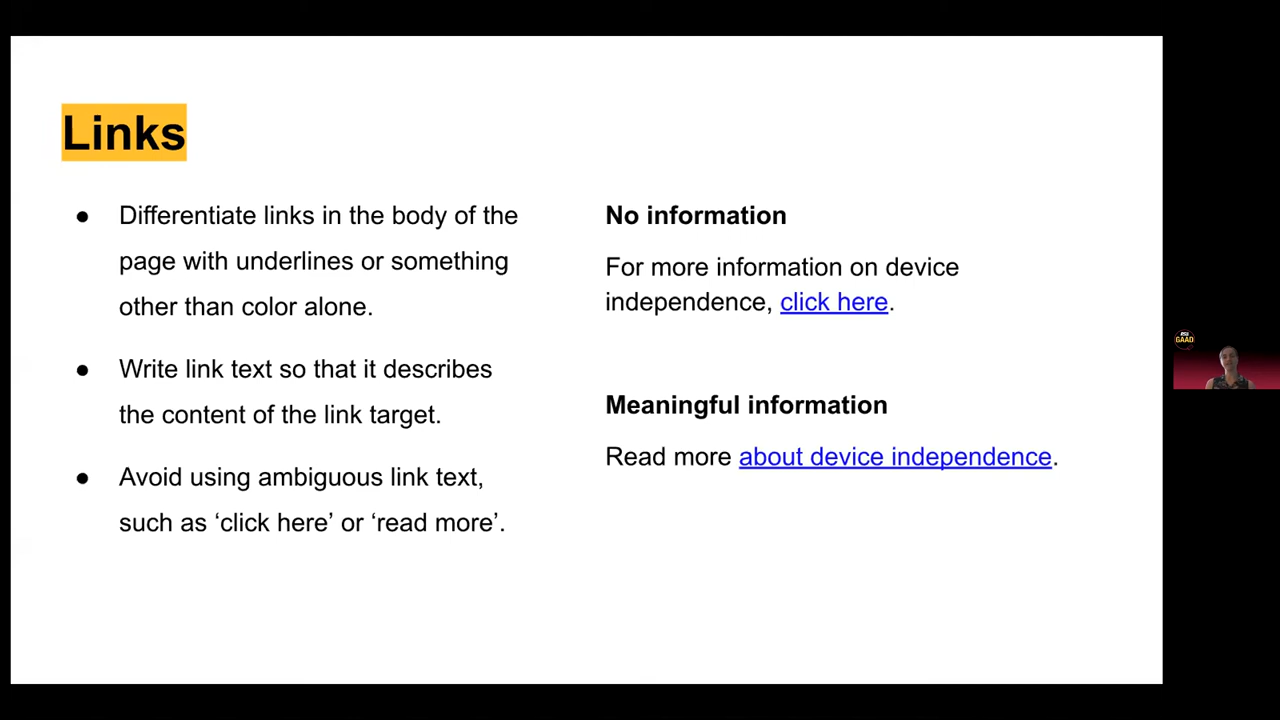 Links
● Differentiate links in the body of the
page with underlines or something
other than color alone.
● Write link text so that it describes
the content of the link target.
● Avoid using ambiguous link text,
such as ‘click here’ or ‘read more’.
No information
For more information on device
independence, click here.
Meaningful information
Read more about device independence.
ASU
GAAD